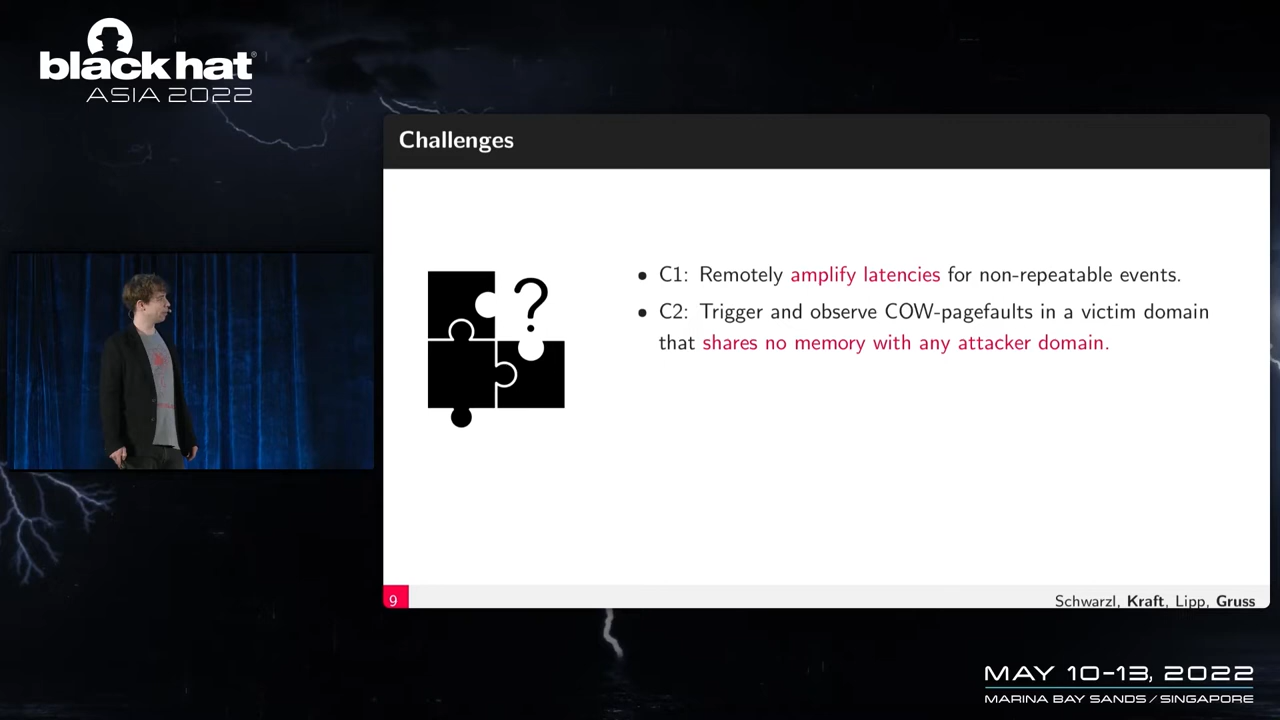 black hat®
ASIA 2022
Challenges
?
• C1: Remotely amplify latencies for non-repeatable events.
• C2: Trigger and observe COW-pagefaults in a victim domain
that shares no memory with any attacker domain.
9
Schwarzl, Kraft, Lipp, Gruss
MAY 10-13, 2022
MARINA BAY SANDS / SINGAPORE